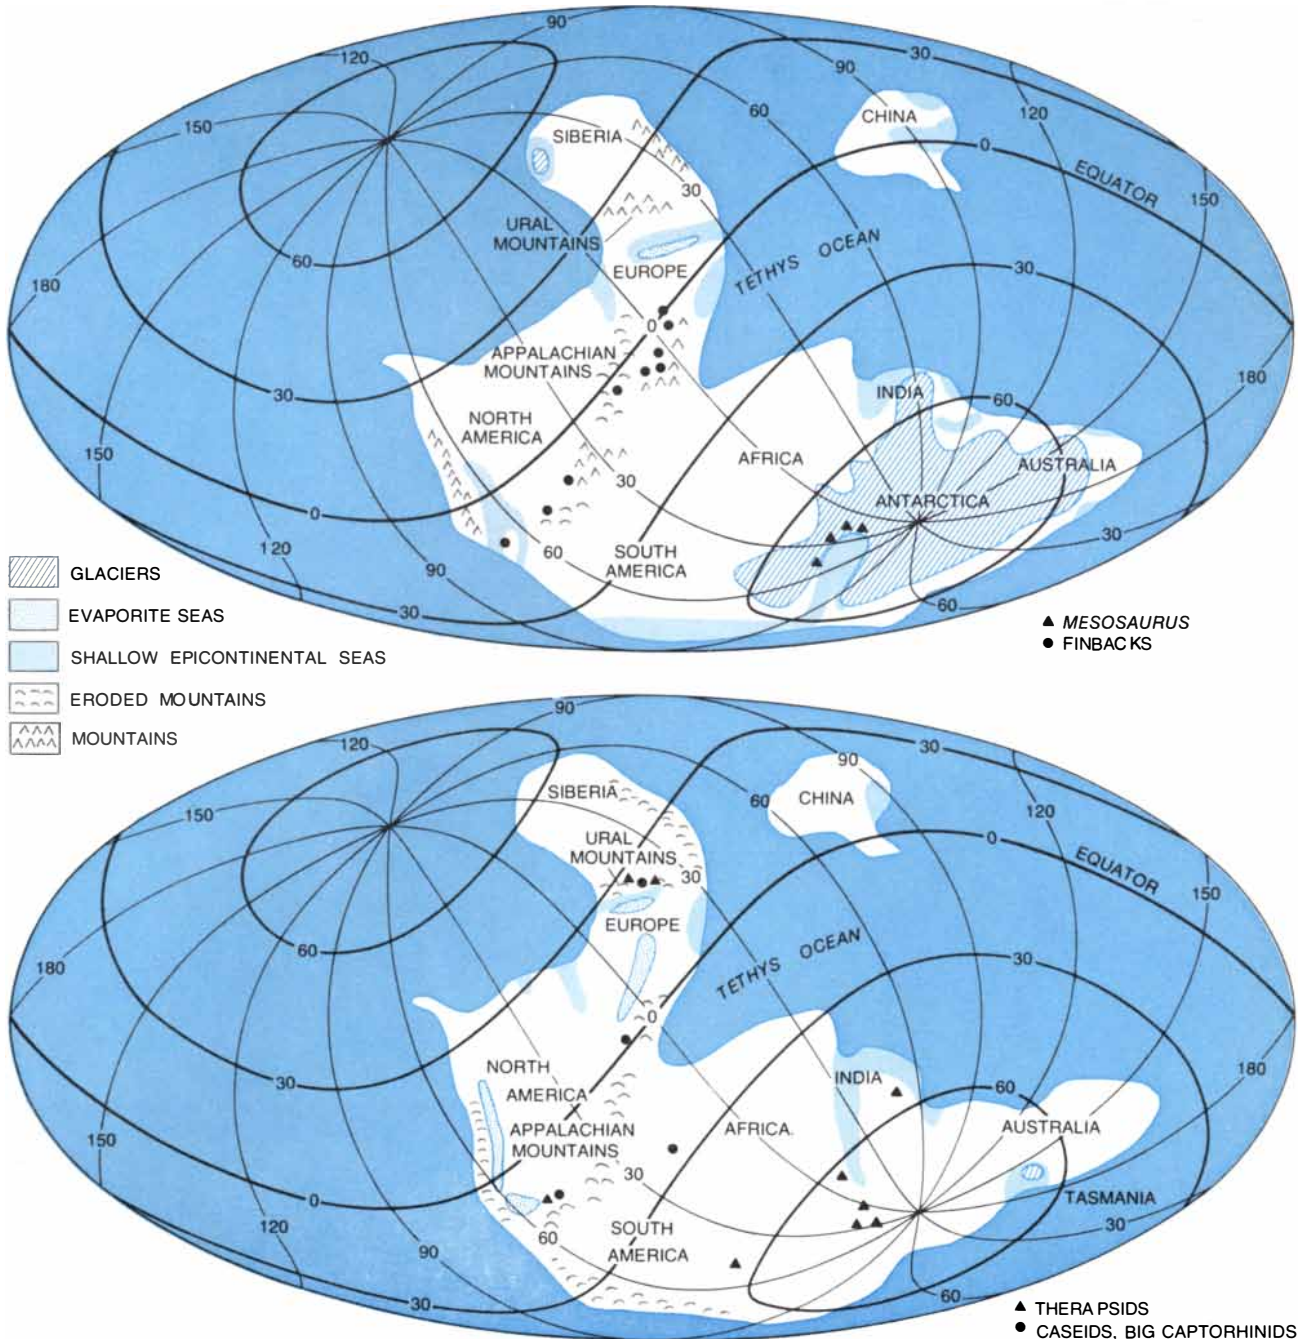 90
120
30
90
60
CHINA
120
150
SIBERIA
0
EQUATOR
30
150
URAL
MOUNTAINS
TETHYS OCEAN
60
EUROPE
30
180
0
APPALACHIAN
MOUNTAINS
180
30
INDIA
60
NORTH
AMERICA
150
AFRICA
AUSTRALIA
30
ANTARCTICA
0
30
120
60
SOUTH
AMERICA
90
30
60
GLACIERS
EVAPORITE SEAS
SHALLOW EPICONTINENTAL SEAS
ERODED MOUNTAINS
MOUNTAINS
MESOSAURUS
FINBACKS
90
120
30
90
60
CHINA
120
150
SIBERIA
URAL
MOUNTAINS
0
EQUATOR
30
150
EUROPE
TETHYS OCEAN
60
30
180
0
NORTH
AMERICA
180
30
INDIA
60
APPALACHIAN
MOUNTAINS
AFRICA
AUSTRALIA
150
30
TASMANIA
0
30
120
SOUTH
AMERICA
60
90
30
60
THERAPSIDS
CASEIDS, BIG CAPTORHINIDS